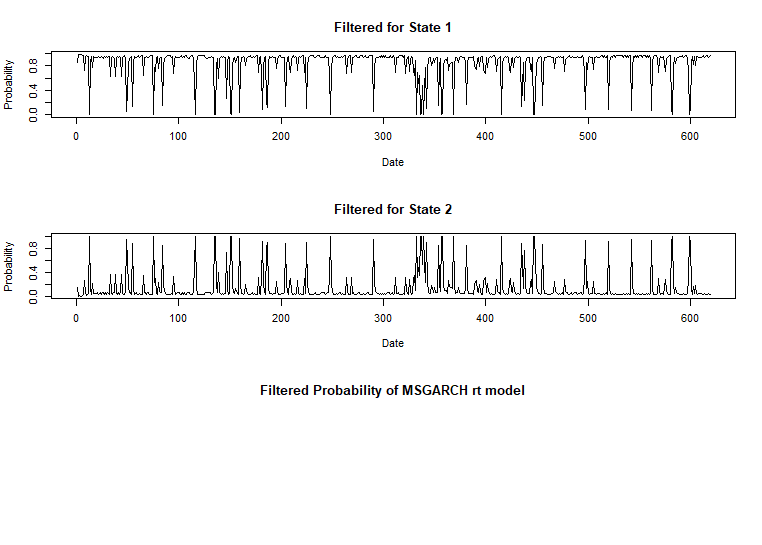 Filtered for State 1
Probability
0.0 0.4 0.8
0 100 200 300 400 500 600
Date
Filtered for State 2
Probability
0.0 0.4 0.8
0 100 200 300 400 500 600
Date
Filtered Probability of MSGARCH rt model